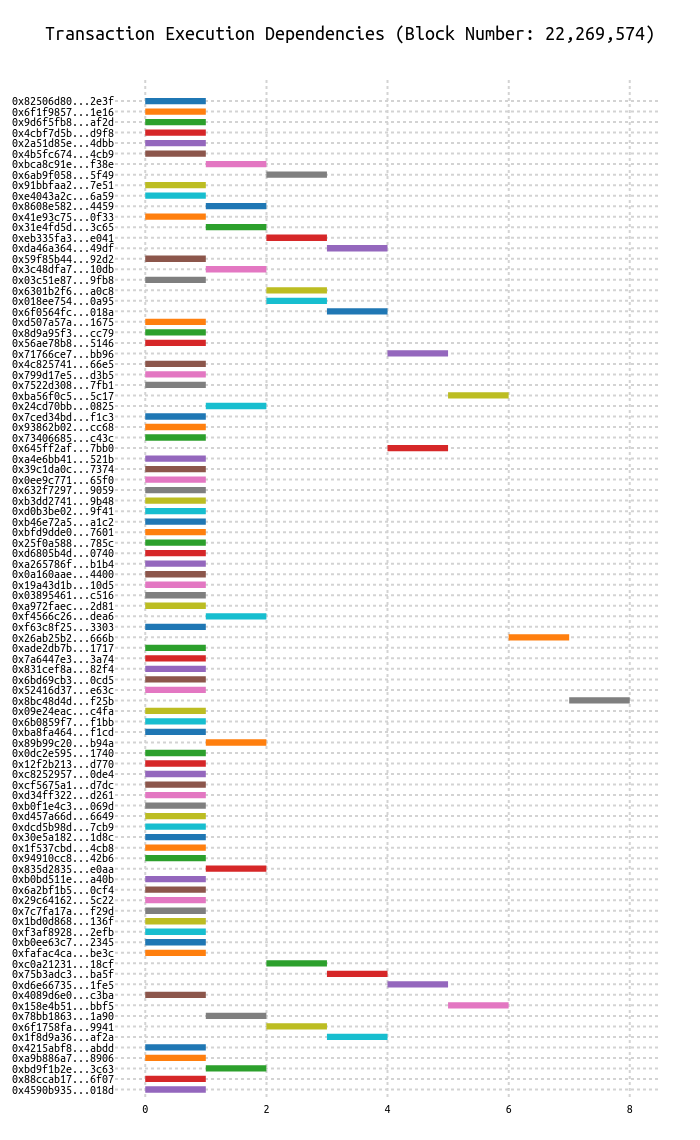 Transaction Execution Dependencies (Block Number: 22,269,574)
0x82506d80...2e3f
0x6f1f9857...1e16
0x9d6f5fb8...af2d
0x4cbf7d5b...d9f8
0x2a51d85e...4dbb
0x4b5fc674...4cb9
0xbca8c91e...f38e
0x6ab9f058...5f49
0x91bbfaa2...7e51
0xe4043a2c...6a59
0x8608e582...4459
0x41e93c75...0f33
0x31e4fd5d...3c65
0xeb335fa3...e041
0xda46a364...49df
0x59f85b44...92d2
0x3c48dfa7...10db
0x03c51e87...9fb8
0x6301b2f6...a0c8
0x018ee754...0a95
0x6f0564fc...018a
0xd507a57a...1675
0x8d9a95f3...cc79
0x56ae78b8...5146
0x71766ce7...bb96
0x4c825741...66e5
0x799d17e5...d3b5
0x7522d308...7fb1
0xba56f0c5...5c17
0x24cd70bb...0825
0x7ced34bd...f1c3
0x93862b02...cc68
0x73406685...c43c
0x645ff2af...7bb0
0xa4e6bb41...521b
0x39c1da0c...7374
0x0ee9c771...65f0
0x632f7297...9059
0xb3dd2741...9b48
0xd0b3be02...9f41
0xb46e72a5...a1c2
0xbfd9dde0...7601
0x25f0a588...785c
0xd6805b4d...0740
0xa265786f...b1b4
0x0a160aae...4400
0x19a43d1b...10d5
0x03895461...c516
0xa972faec...2d81
0xf4566c26...dea6
0xf63c8f25...3303
0x26ab25b2...666b
0xade2db7b...1717
0x7a6447e3...3a74
0x831cef8a...82f4
0x6bd69cb3...0cd5
0x52416d37...e63c
0x8bc48d4d...f25b
0x09e24eac...c4fa
0x6b0859f7...f1bb
0xba8fa464...f1cd
0x89b99c20...b94a
0x0dc2e595...1740
0x12f2b213...d770
0xc8252957...0de4
0xcf5675a1...d7dc
0xd34ff322...d261
0xb0f1e4c3...069d
0xd457a66d...6649
0xdcd5b98d...7cb9
0x30e5a182...1d8c
0x1f537cbd...4cb8
0x94910cc8...42b6
0x835d2835...e0aa
0xb0bd511e...a40b
0x6a2bf1b5...0cf4
0x29c64162...5c22
0x7c7fa17a...f29d
0x1bd0d868...136f
0xf3af8928...2efb
0xb0ee63c7...2345
0xfafac4ca...be3c
0xc0a21231...18cf
0x75b3adc3...ba5f
0xd6e66735...1fe5
0x4089d6e0...c3ba
0x158e4b51...bbf5
0x78bb1863...1a90
0x6f1758fa...9941
0x1f8d9a36...af2a
0x4215abf8...abdd
0xa9b886a7...8906
0xbd9f1b2e...3c63
0x88ccab17...6f07
0x4590b935...018d
0 2 4 6 8